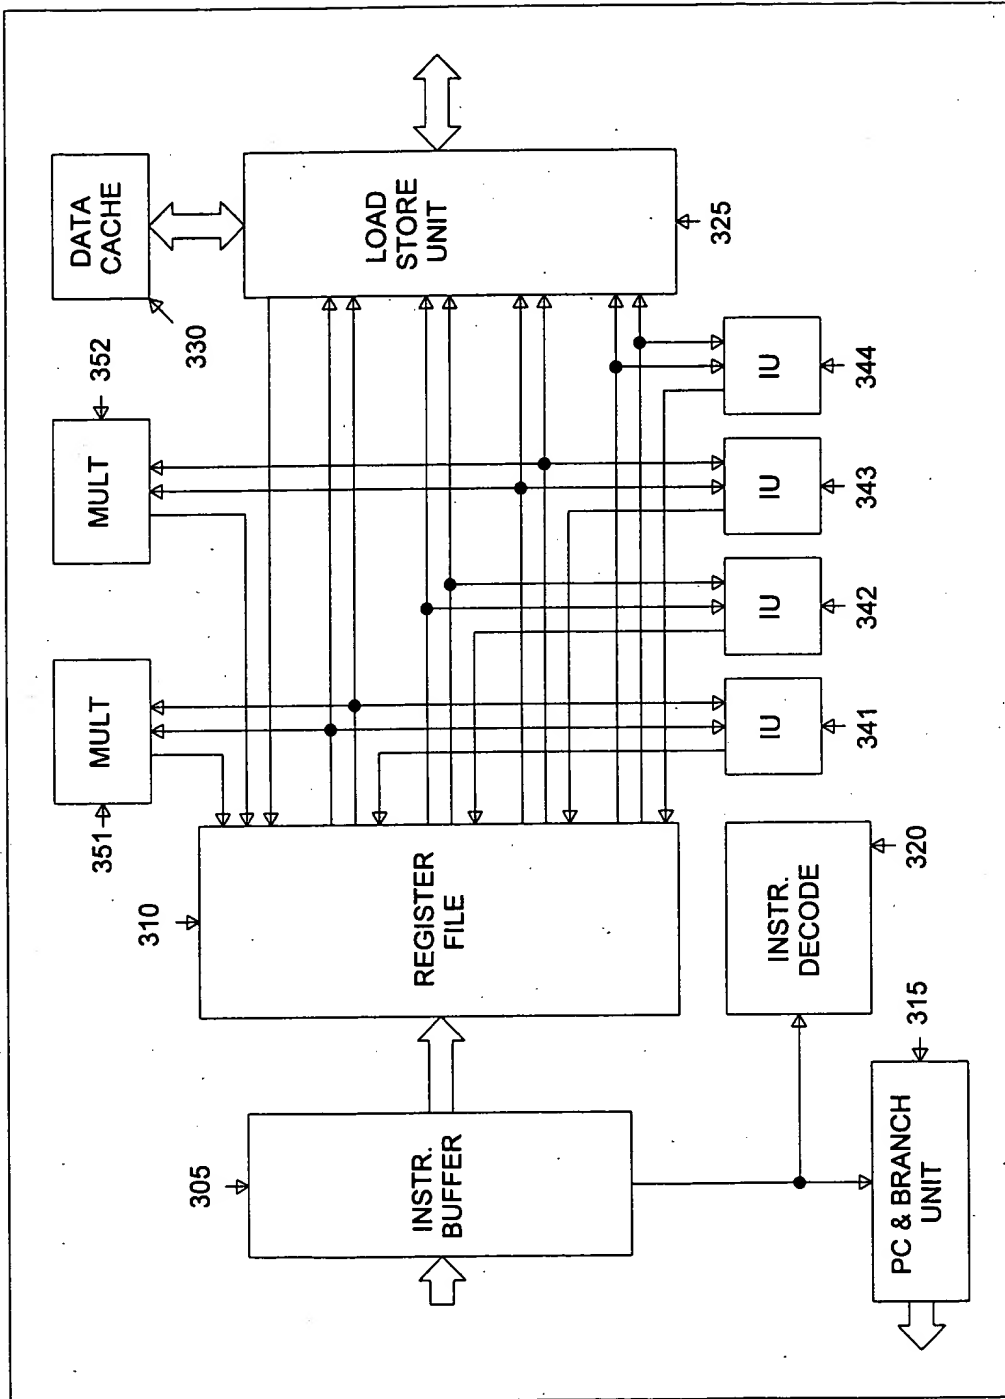 DATA
CACHE
330
352
MULT
MULT
351
LOAD
STORE
UNIT
325
310
REGISTER
FILE
IU
344
IU
343
IU
342
IU
341
305
INSTR.
BUFFER
INSTR.
DECODE
320
315
PC & BRANCH
UNIT